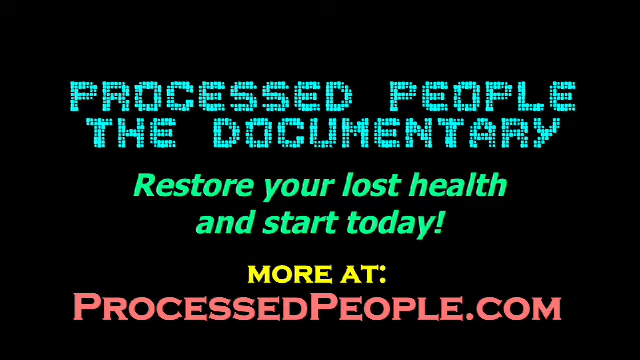 PROCESSED PEOPLE
THE DOCUMENTARY
Restore your lost health
and start today!
MORE AT:
PROCESSEDPEOPLE.COM